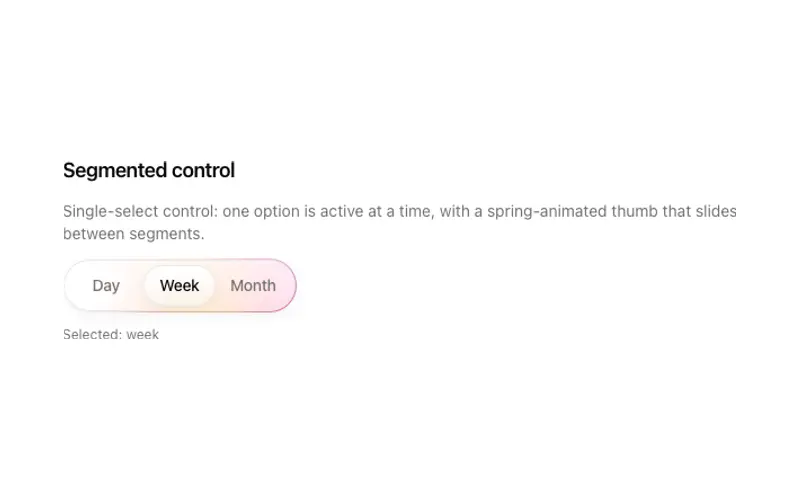 Segmented control
Single-select control: one option is active at a time, with a spring-animated thumb that slides
between segments.
Day Week Month
Selected: week